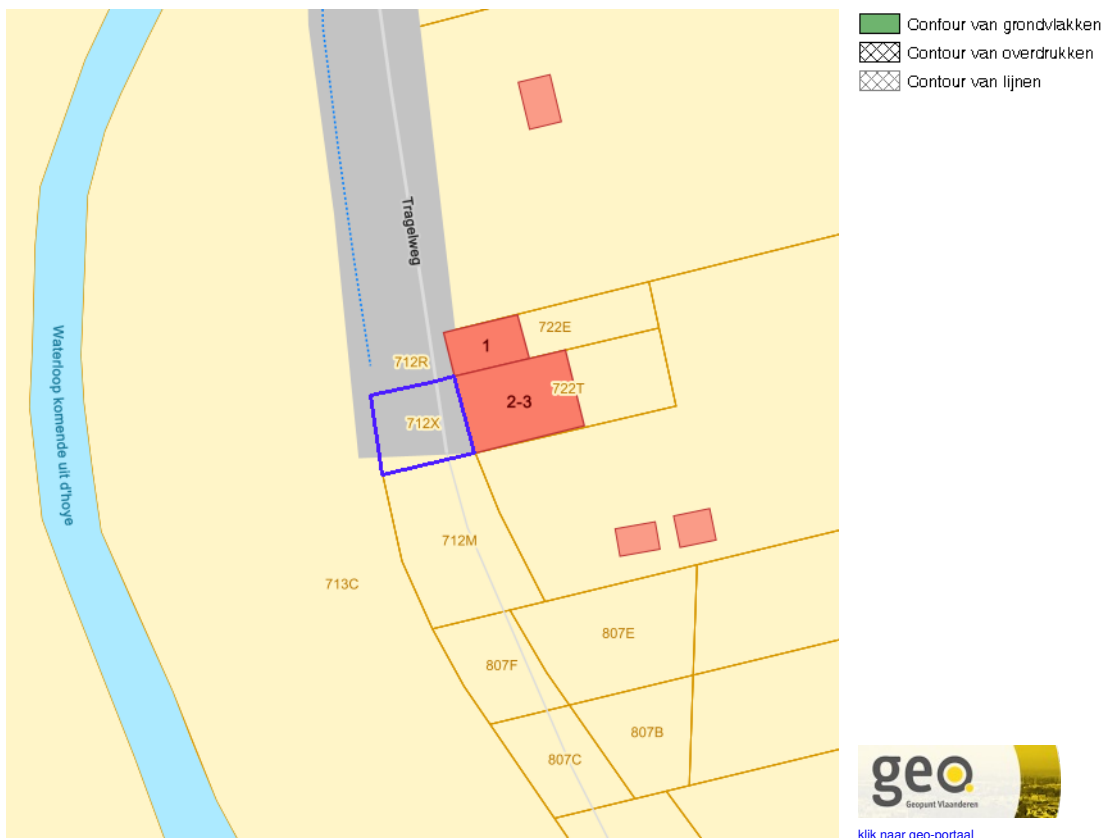 Contour van grondvlakken
Contour van overdrukken
Contour van lijnen
Tragelweg
Waterloop komende uit d'hoye
1
722E
712R
722T
2-3
712X
712M
713C
807E
807F
807B
807C
geo
Geopunt Vlaanderen
klik naar geo-portaal